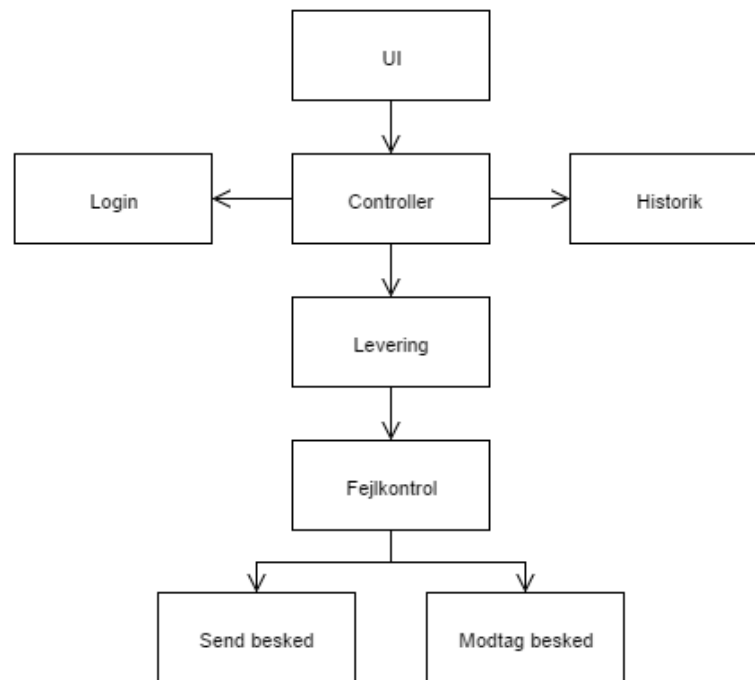 UI
Login
Controller
Historik
Levering
Fejlkontrol
Send besked
Modtag besked